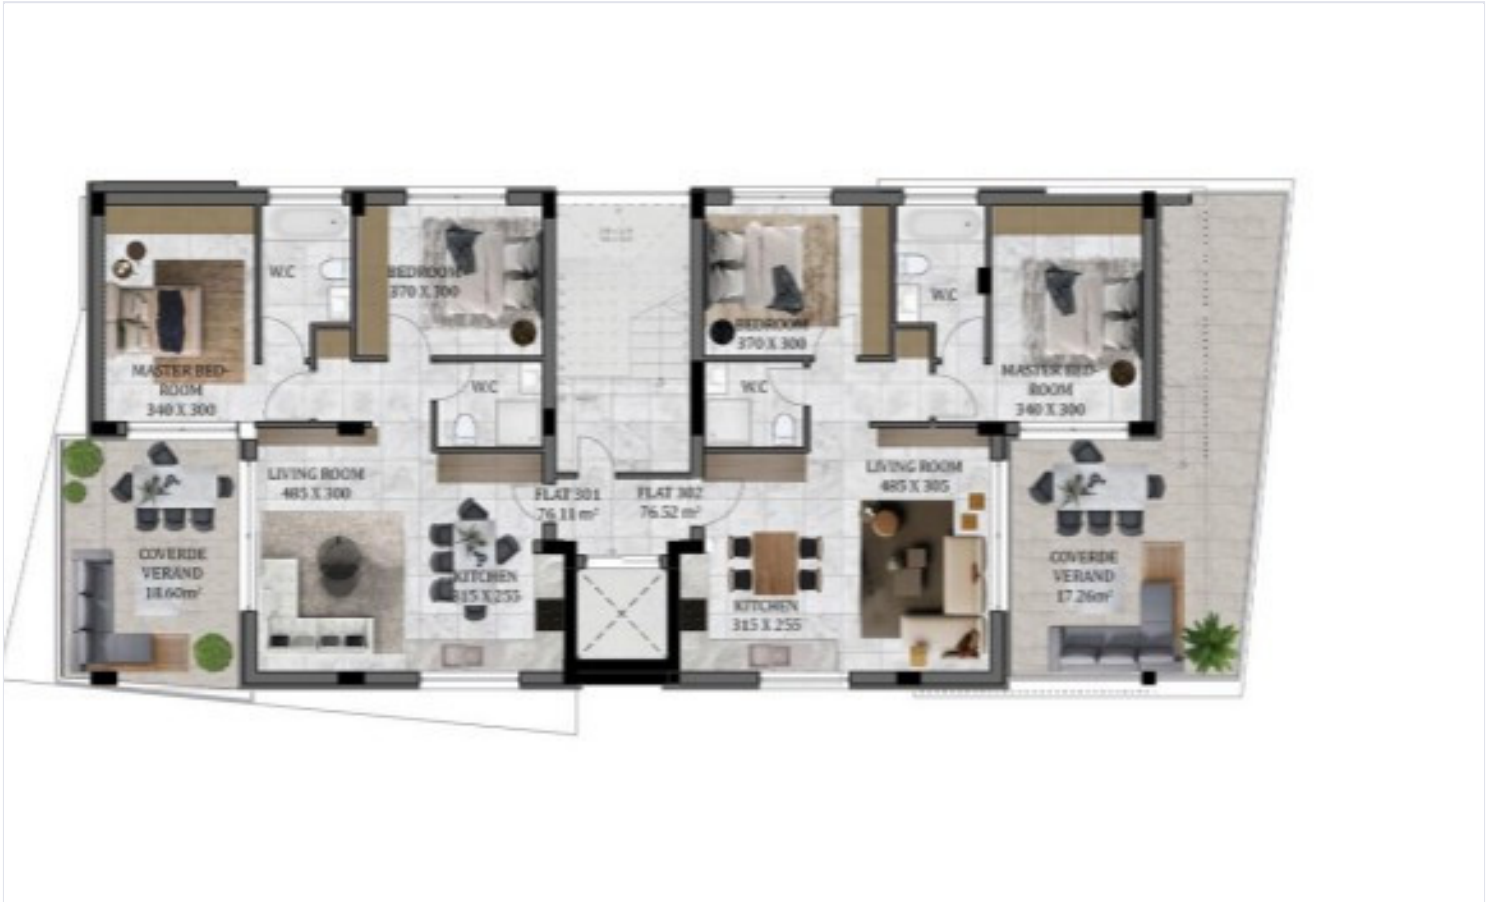 W.C
BEDROOM
370 X 300
MASTER BED-
ROOM
340 X 300
W.C
LIVING ROOM
485 X 300
FLAT 301
76.11 m²
COVERDE
VERAND
18.60m²
KITCHEN
315 X 255
BEDROOM
370 X 300
W.C
MASTER BED-
ROOM
340 X 300
W.C
LIVING ROOM
485 X 305
FLAT 302
76.52 m²
KITCHEN
315 X 255
COVERDE
VERAND
17.26m²